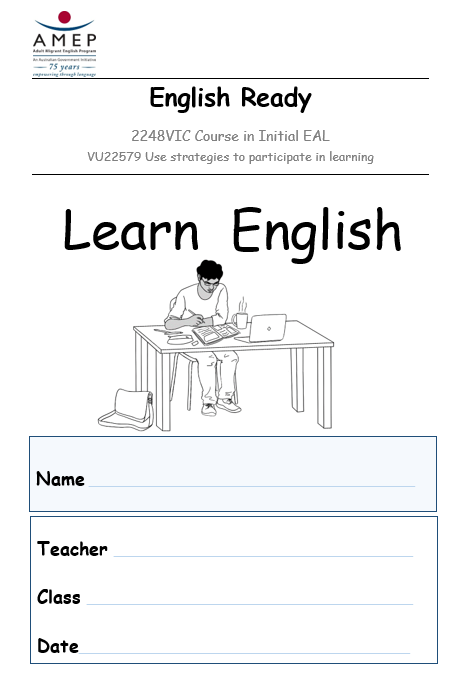 AMEP
Adult Migrant English Program
An Australian Government Initiative
75 years
empowering through language
English Ready
2248VIC Course in Initial EAL
VU22579 Use strategies to participate in learning
Learn English
Name
Teacher
Class
Date